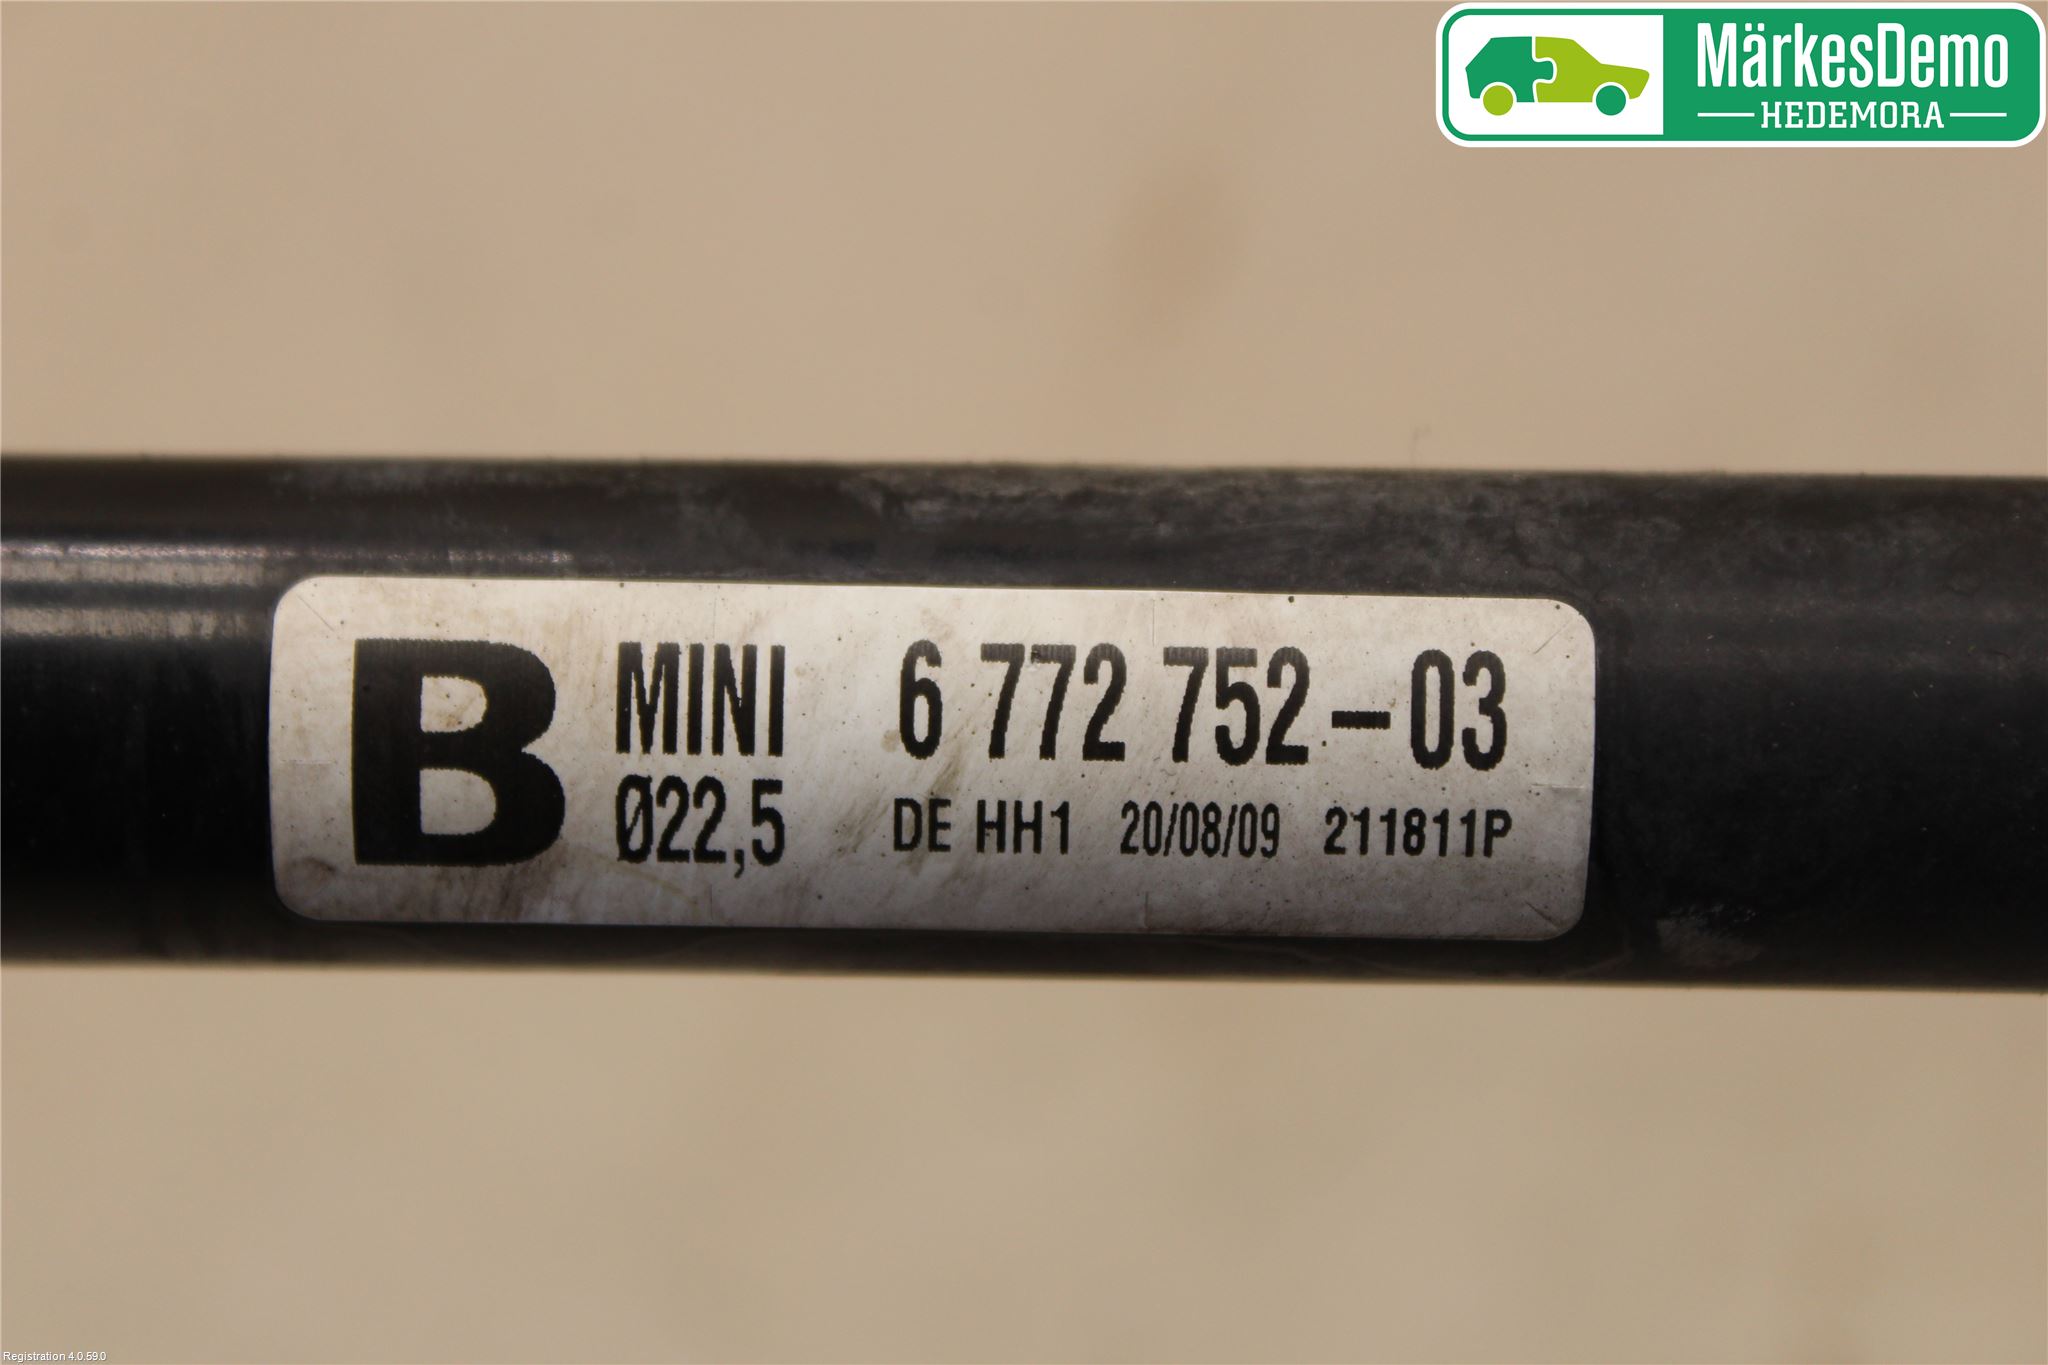 MärkesDemo
HEDEMORA
B MINI 6 772 752-03
Ø22,5 DE HH1 20/08/09 211811P
Registration 4.0.59.0